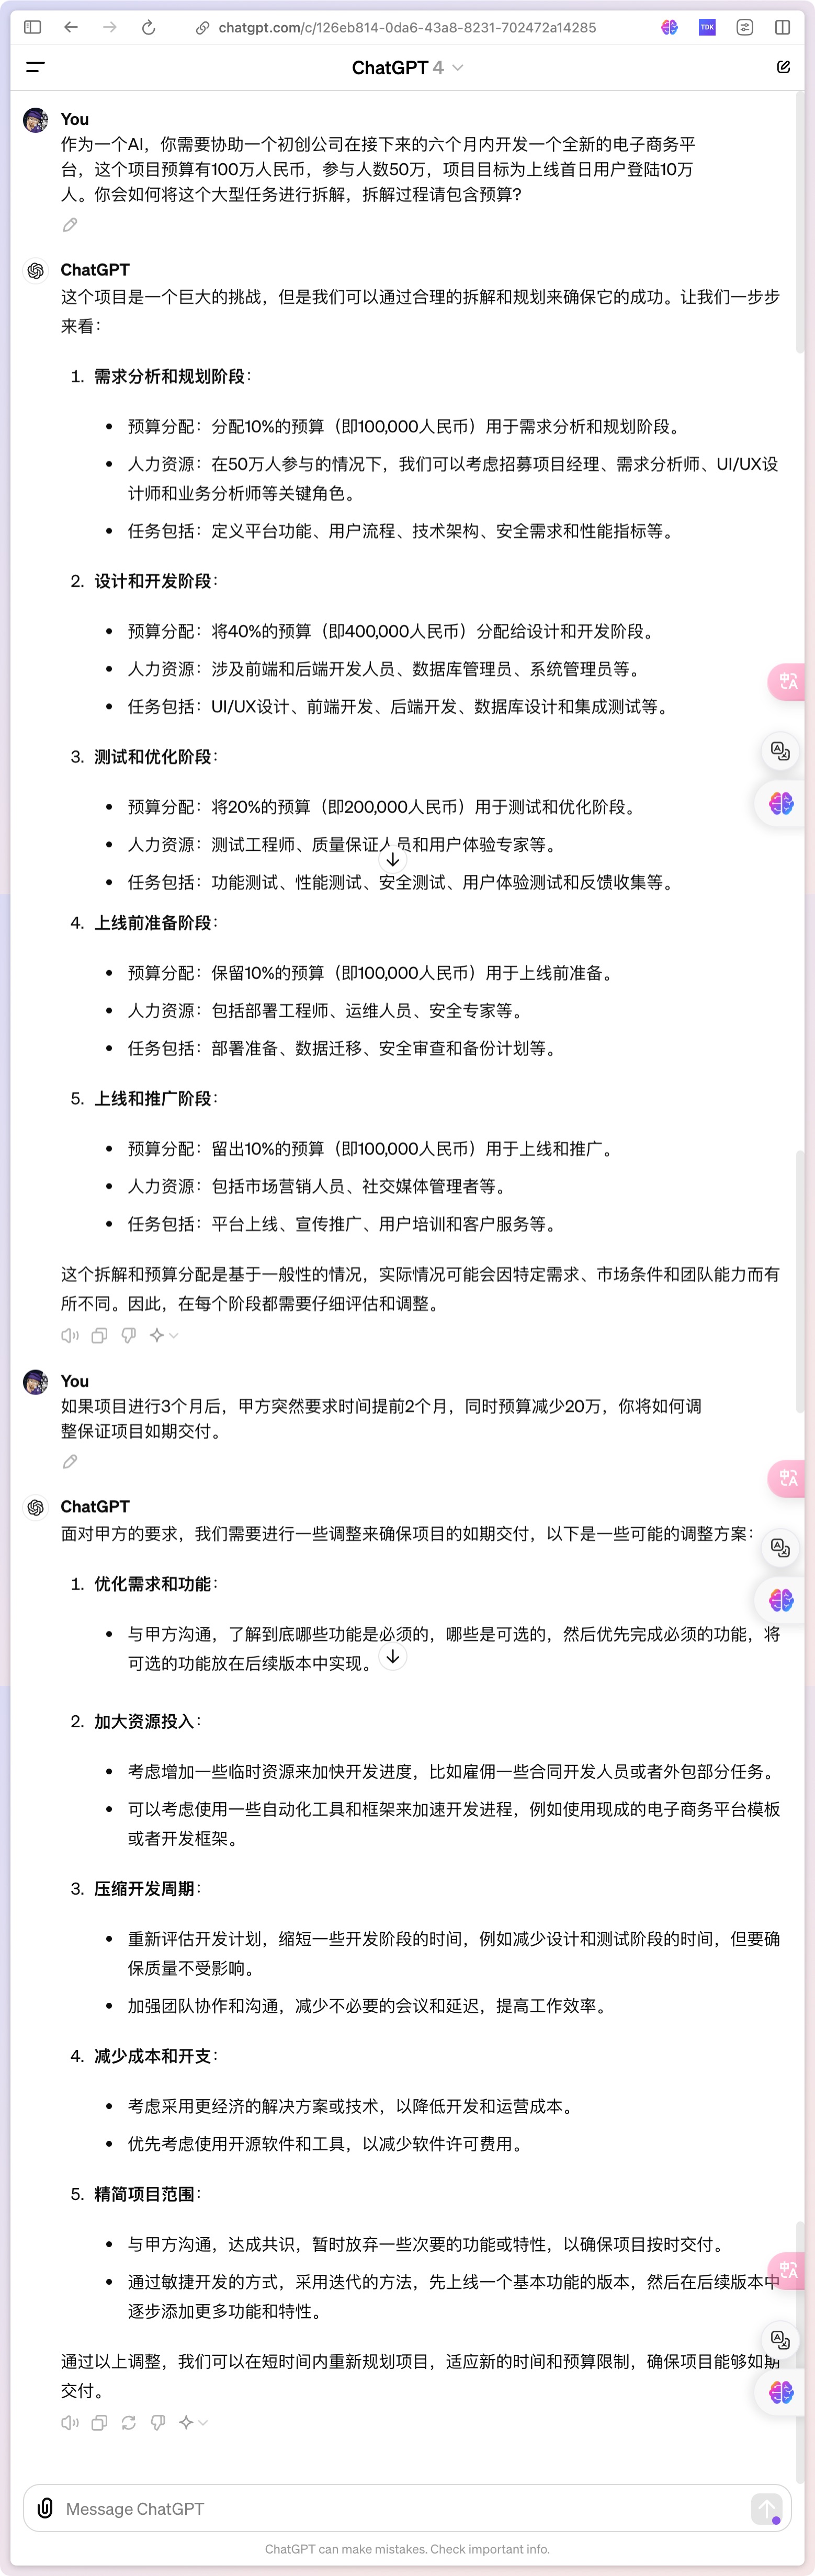 chatgpt.com/c/126eb814-0da6-43a8-8231-702472a14285
TDK
ChatGPT 4
You
作为一个AI，你需要协助一个初创公司在接下来的六个月内开发一个全新的电子商务平
台，这个项目预算有100万人民币，参与人数50万，项目目标为上线首日用户登陆10万
人。你会如何将这个大型任务进行拆解，拆解过程请包含预算?
ChatGPT
这个项目是一个巨大的挑战，但是我们可以通过合理的拆解和规划来确保它的成功。让我们一步步
来看：
1. 需求分析和规划阶段：
• 预算分配：分配10%的预算（即100,000人民币）用于需求分析和规划阶段。
• 人力资源：在50万人参与的情况下，我们可以考虑招募项目经理、需求分析师、UI/UX设
计师和业务分析师等关键角色。
• 任务包括：定义平台功能、用户流程、技术架构、安全需求和性能指标等。
2. 设计和开发阶段：
• 预算分配：将40%的预算（即400,000人民币）分配给设计和开发阶段。
• 人力资源：涉及前端和后端开发人员、数据库管理员、系统管理员等。
• 任务包括：UI/UX设计、前端开发、后端开发、数据库设计和集成测试等。
中A
3. 测试和优化阶段：
• 预算分配：将20%的预算（即200,000人民币）用于测试和优化阶段。
• 人力资源：测试工程师、质量保证人员和用户体验专家等。
• 任务包括：功能测试、性能测试、安全测试、用户体验测试和反馈收集等。
4. 上线前准备阶段：
• 预算分配：保留10%的预算（即100,000人民币）用于上线前准备。
• 人力资源：包括部署工程师、运维人员、安全专家等。
• 任务包括：部署准备、数据迁移、安全审查和备份计划等。
5. 上线和推广阶段：
• 预算分配：留出10%的预算（即100,000人民币）用于上线和推广。
• 人力资源：包括市场营销人员、社交媒体管理者等。
• 任务包括：平台上线、宣传推广、用户培训和客户服务等。
这个拆解和预算分配是基于一般性的情况，实际情况可能会因特定需求、市场条件和团队能力而有
所不同。因此，在每个阶段都需要仔细评估和调整。
You
如果项目进行3个月后，甲方突然要求时间提前2个月，同时预算减少20万，你将如何调
整保证项目如期交付。
中A
ChatGPT
面对甲方的要求，我们需要进行一些调整来确保项目的如期交付，以下是一些可能的调整方案：
1. 优化需求和功能：
• 与甲方沟通，了解到底哪些功能是必须的，哪些是可选的，然后优先完成必须的功能，将
可选的功能放在后续版本中实现。
2. 加大资源投入：
• 考虑增加一些临时资源来加快开发进度，比如雇佣一些合同开发人员或者外包部分任务。
• 可以考虑使用一些自动化工具和框架来加速开发进程，例如使用现成的电子商务平台模板
或者开发框架。
3. 压缩开发周期：
• 重新评估开发计划，缩短一些开发阶段的时间，例如减少设计和测试阶段的时间，但要确
保质量不受影响。
• 加强团队协作和沟通，减少不必要的会议和延迟，提高工作效率。
4. 减少成本和开支：
• 考虑采用更经济的解决方案或技术，以降低开发和运营成本。
• 优先考虑使用开源软件和工具，以减少软件许可费用。
5. 精简项目范围：
• 与甲方沟通，达成共识，暂时放弃一些次要的功能或特性，以确保项目按时交付。
中A
• 通过敏捷开发的方式，采用迭代的方法，先上线一个基本功能的版本，然后在后续版本中
逐步添加更多功能和特性。
通过以上调整，我们可以在短时间内重新规划项目，适应新的时间和预算限制，确保项目能够如期
交付。
Message ChatGPT
ChatGPT can make mistakes. Check important info.